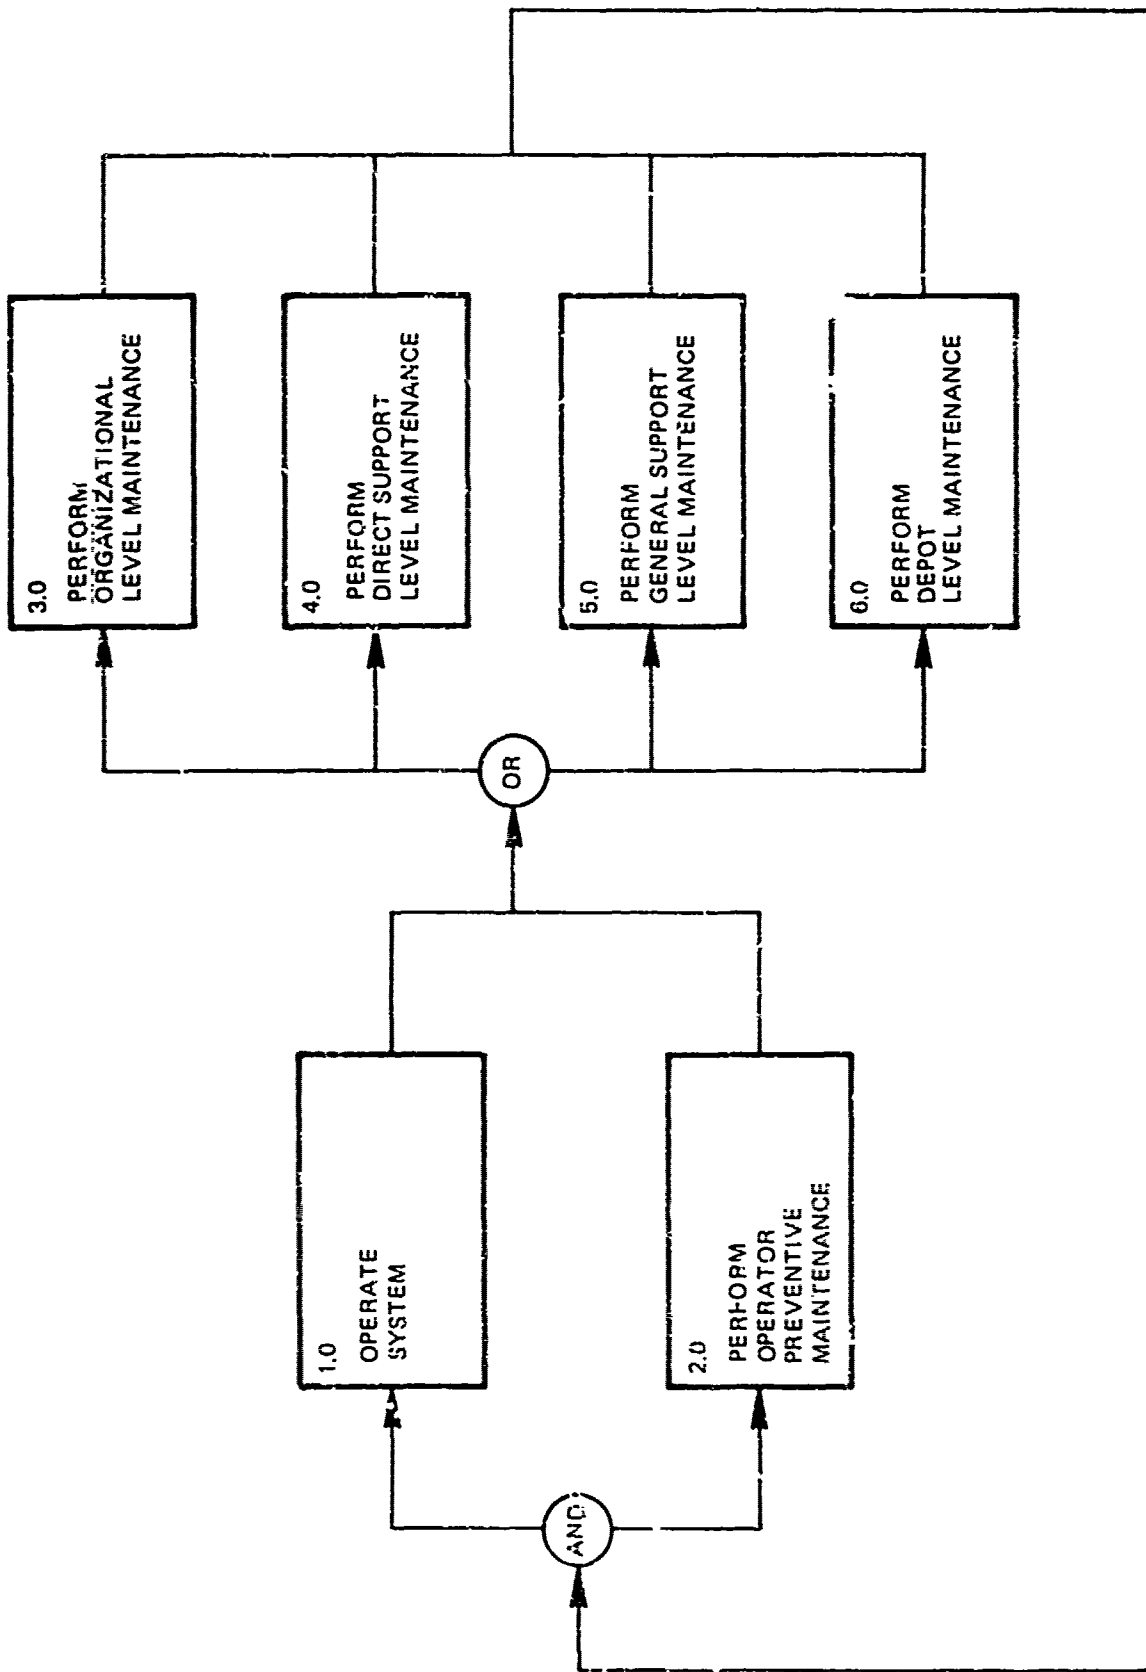 AND
1.0
OPERATE
SYSTEM
2.0
PERFORM
OPERATOR
PREVENTIVE
MAINTENANCE
OR
3.0
PERFORM
ORGANIZATIONAL
LEVEL MAINTENANCE
4.0
PERFORM
DIRECT SUPPORT
LEVEL MAINTENANCE
5.0
PERFORM
GENERAL SUPPORT
LEVEL MAINTENANCE
6.0
PERFORM
DEPOT
LEVEL MAINTENANCE